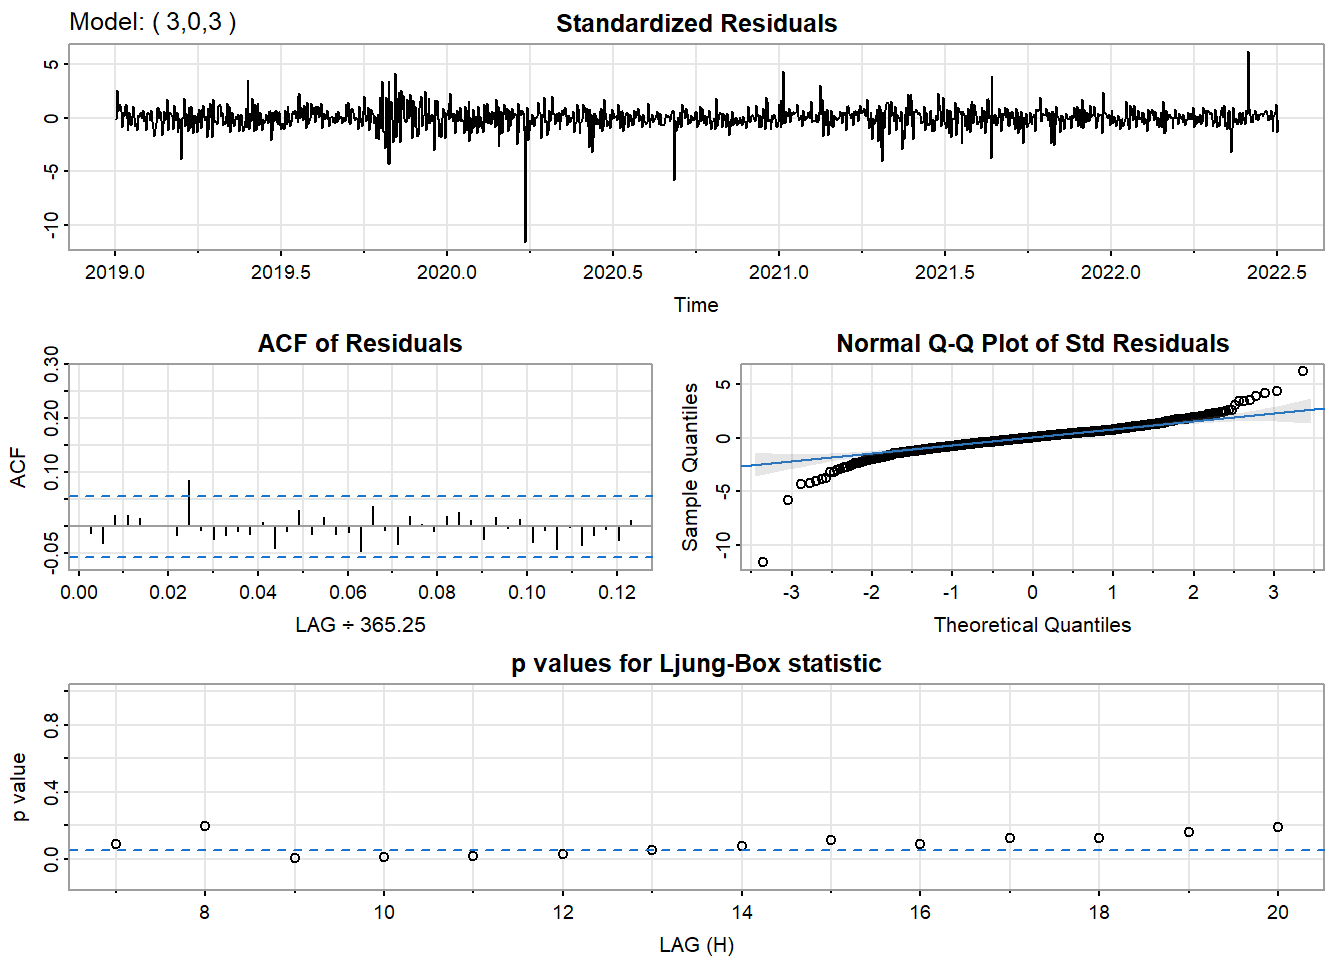 Model: ( 3,0,3 )
Standardized Residuals
5
0
-5
-10
2019.0 2019.5 2020.0 2020.5 2021.0 2021.5 2022.0 2022.5
Time
ACF of Residuals
ACF
0.30
0.20
0.10
-0.05
0.00 0.02 0.04 0.06 0.08 0.10 0.12
LAG ÷ 365.25
Normal Q-Q Plot of Std Residuals
Sample Quantiles
5
0
-5
-10
-3 -2 -1 0 1 2 3
Theoretical Quantiles
p values for Ljung-Box statistic
p value
0.8
0.4
0.0
8 10 12 14 16 18 20
LAG (H)